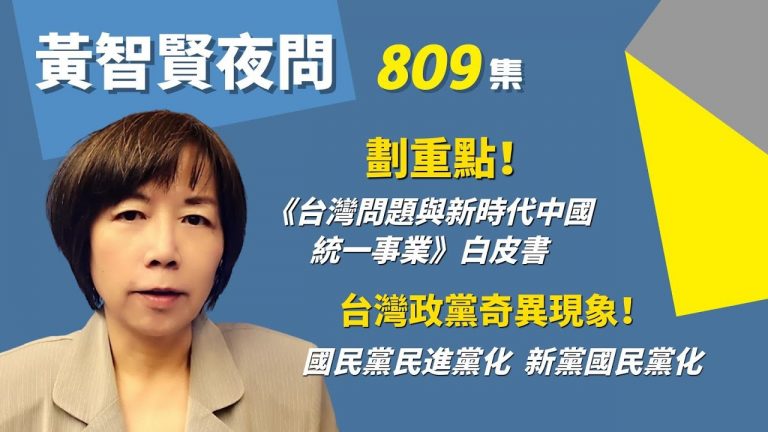 黃智賢夜問 809集
劃重點!
《台灣問題與新時代中國
統一事業》白皮書
台灣政黨奇異現象!
國民黨民進黨化 新黨國民黨化